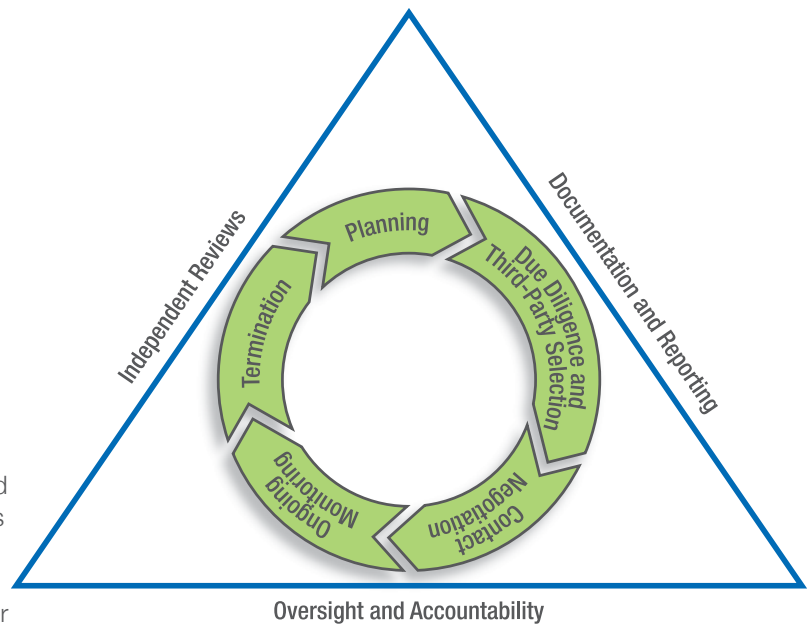 Independent Reviews
Documentation and Reporting
Planning
Due Diligence and
Third-Party Selection
Contact
Negotiation
Ongoing
Monitoring
Termination
d
s
r
Oversight and Accountability